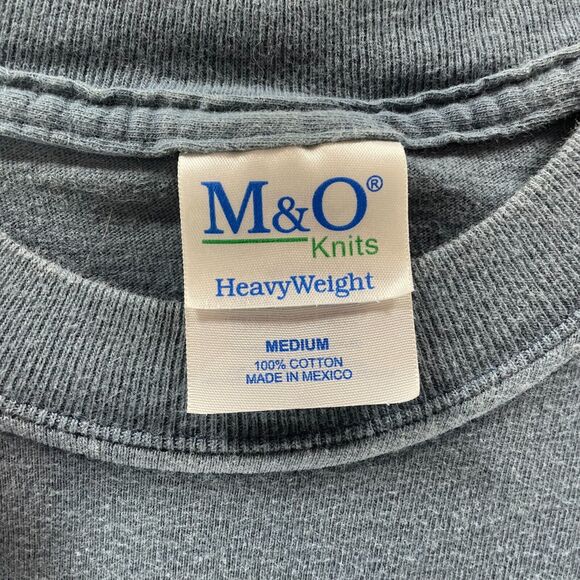 M&O®
Knits
HeavyWeight
MEDIUM
100% COTTON
MADE IN MEXICO